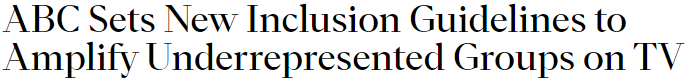 ABC Sets New Inclusion Guidelines to
Amplify Underrepresented Groups on TV